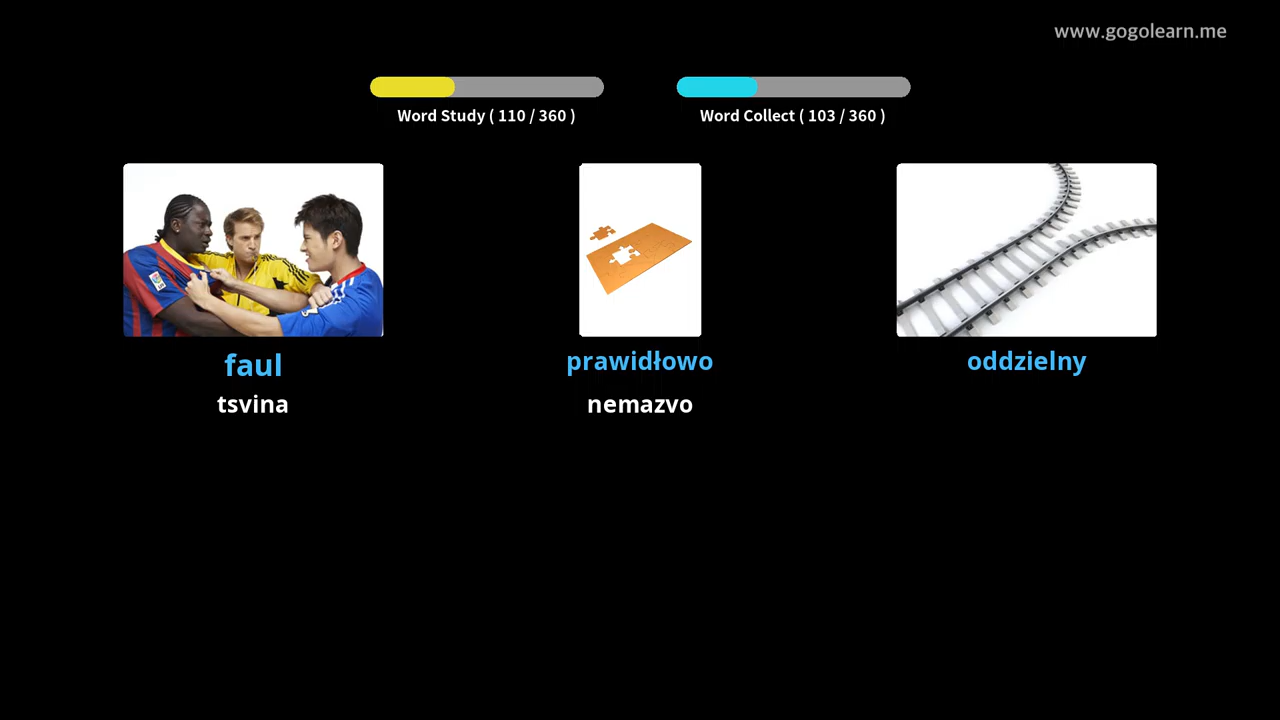 www.gogolearn.me
Word Study ( 110 / 360 )
Word Collect ( 103 / 360 )
faul
prawidłowo
oddzielny
tsvina
nemazvo